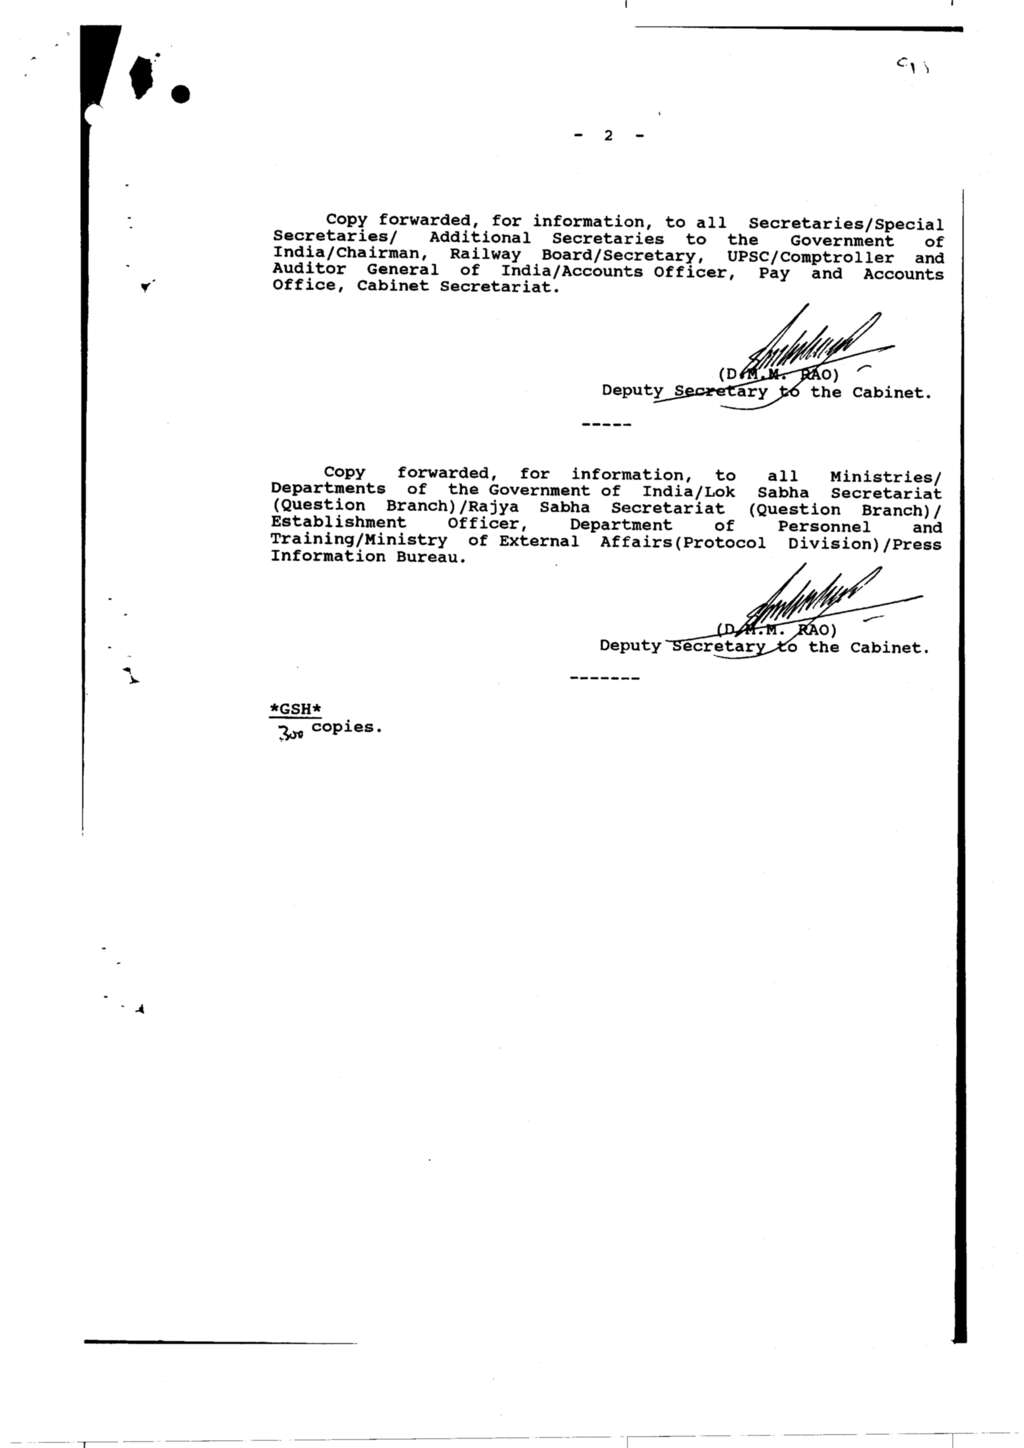 - 2 -
Copy forwarded, for information, to all Secretaries/Special
Secretaries/ Additional Secretaries to the Government of
India/Chairman, Railway Board/Secretary, UPSC/Comptroller and
Auditor General of India/Accounts Officer, Pay and Accounts
Office, Cabinet Secretariat.
(D.M.M. RAO)
Deputy Secretary to the Cabinet.
-----
Copy forwarded, for information, to all Ministries/
Departments of the Government of India/Lok Sabha Secretariat
(Question Branch)/Rajya Sabha Secretariat (Question Branch)/
Establishment Officer, Department of Personnel and
Training/Ministry of External Affairs(Protocol Division)/Press
Information Bureau.
(D.M.M. RAO)
Deputy Secretary to the Cabinet.
-------
*GSH*
300 copies.